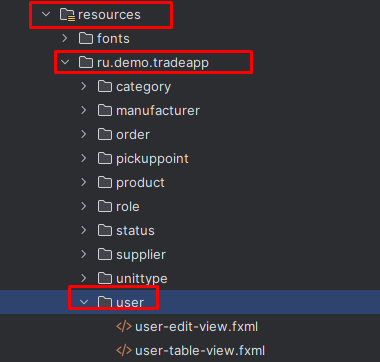 resources
fonts
ru.demo.tradeapp
category
manufacturer
order
pickuppoint
product
role
status
supplier
unittype
user
</> user-edit-view.fxml
</> user-table-view.fxml